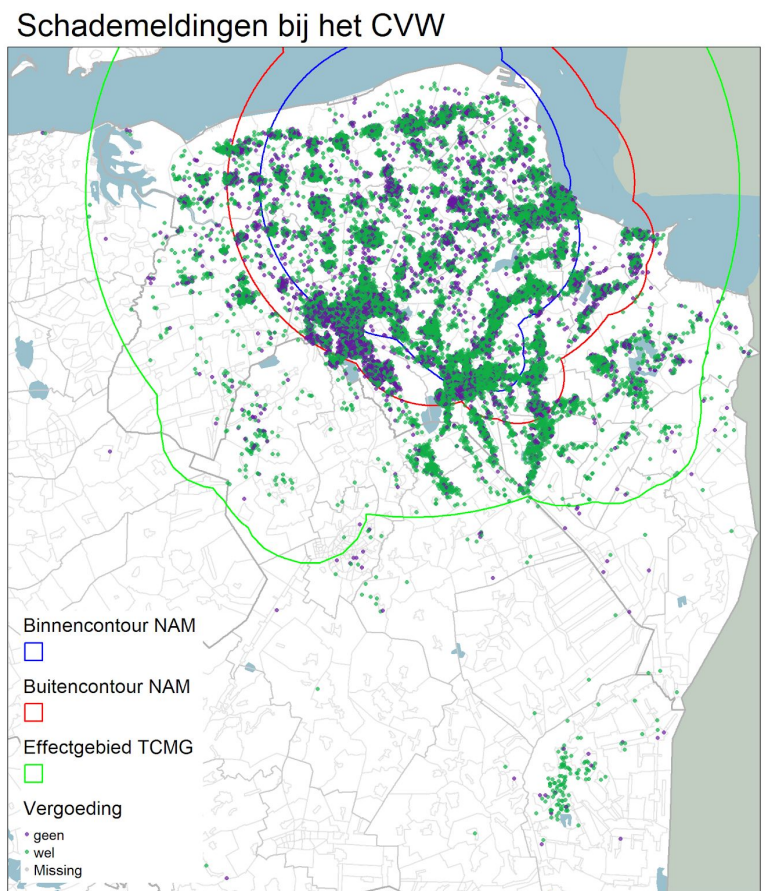 Schademeldingen bij het CVW
Binnencontour NAM
Buitencontour NAM
Effectgebied TCMG
Vergoeding
geen
wel
Missing